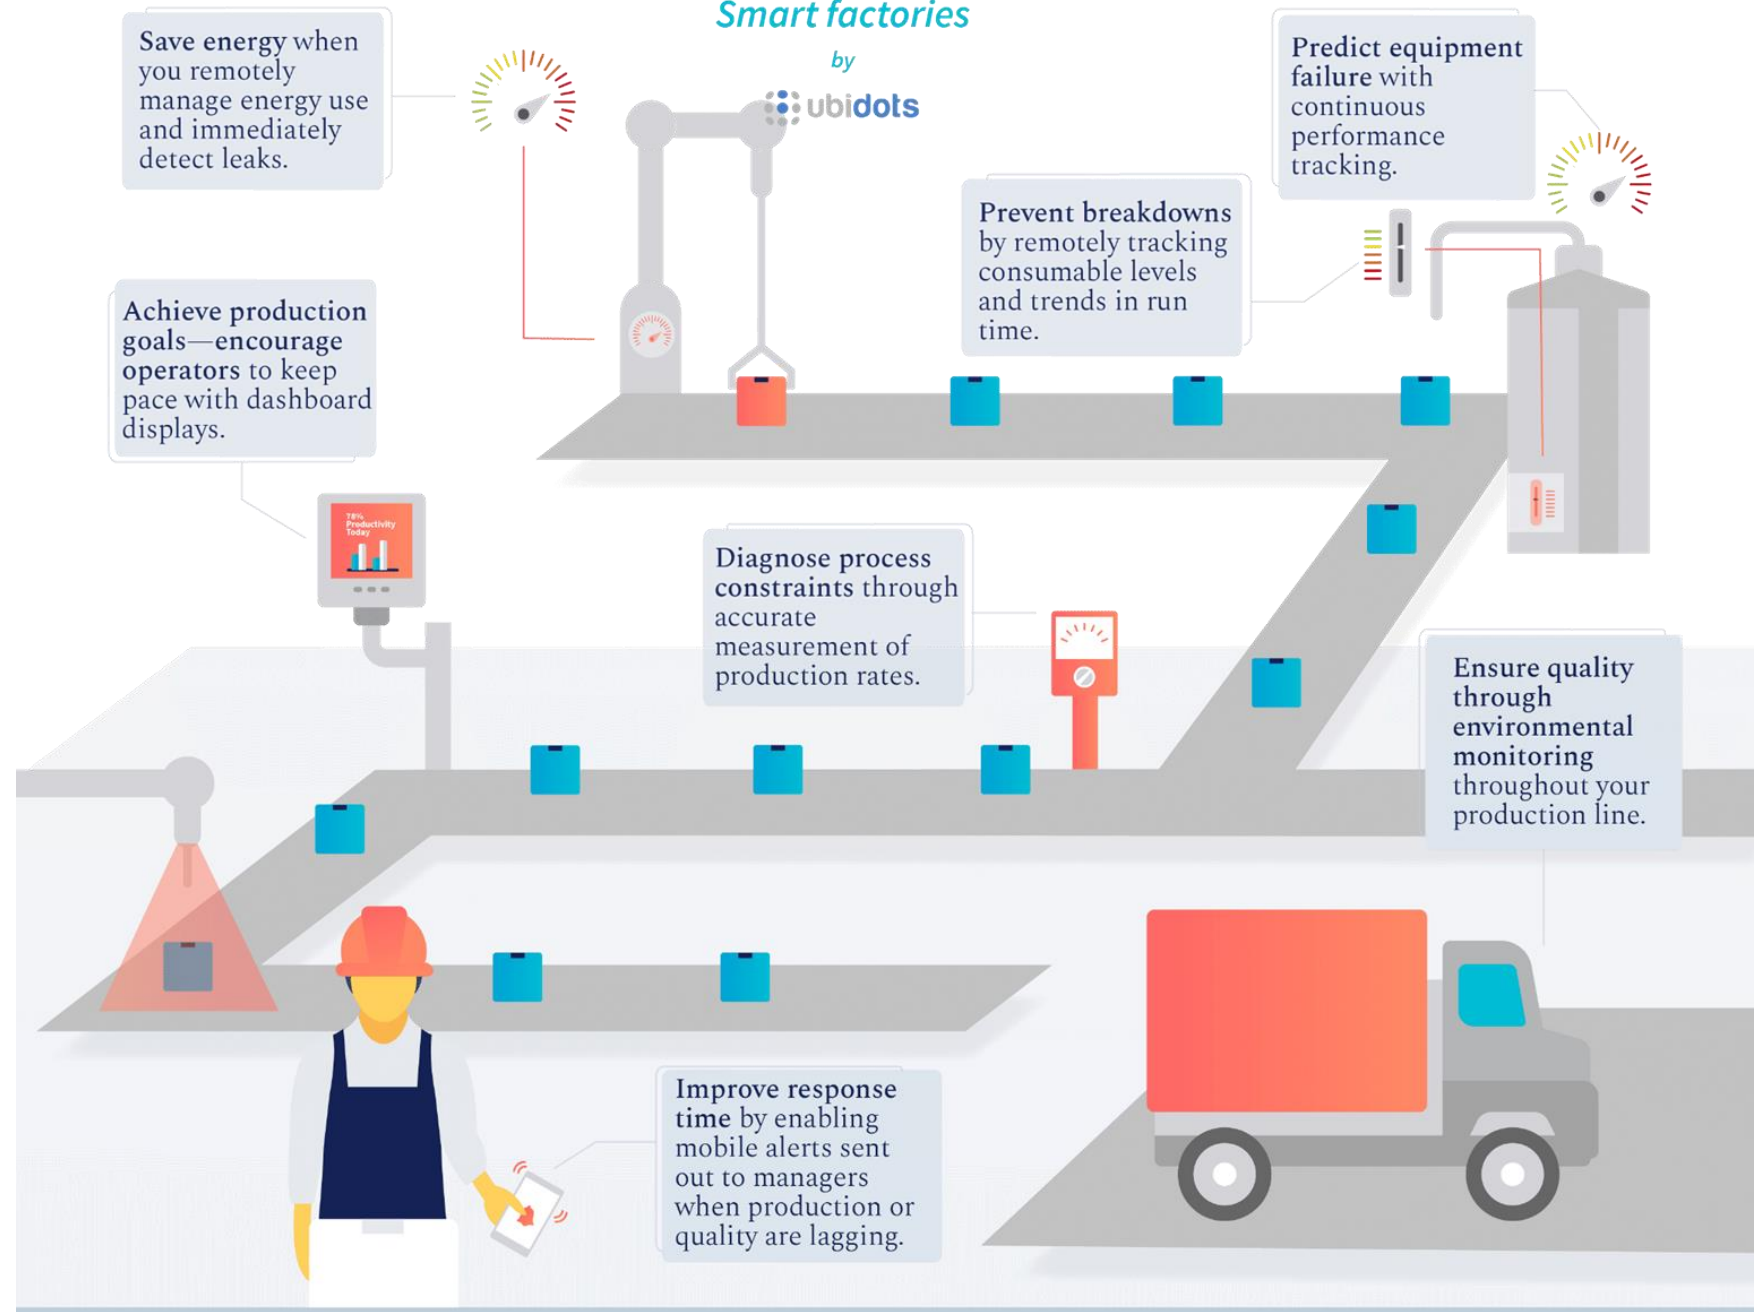 Smart factories
by
ubidots
Save energy when
you remotely
manage energy use
and immediately
detect leaks.
Predict equipment
failure with
continuous
performance
tracking.
Prevent breakdowns
by remotely tracking
consumable levels
and trends in run
time.
Achieve production
goals—encourage
operators to keep
pace with dashboard
displays.
78%
Productivity
Today
Diagnose process
constraints through
accurate
measurement of
production rates.
Ensure quality
through
environmental
monitoring
throughout your
production line.
Improve response
time by enabling
mobile alerts sent
out to managers
when production or
quality are lagging.